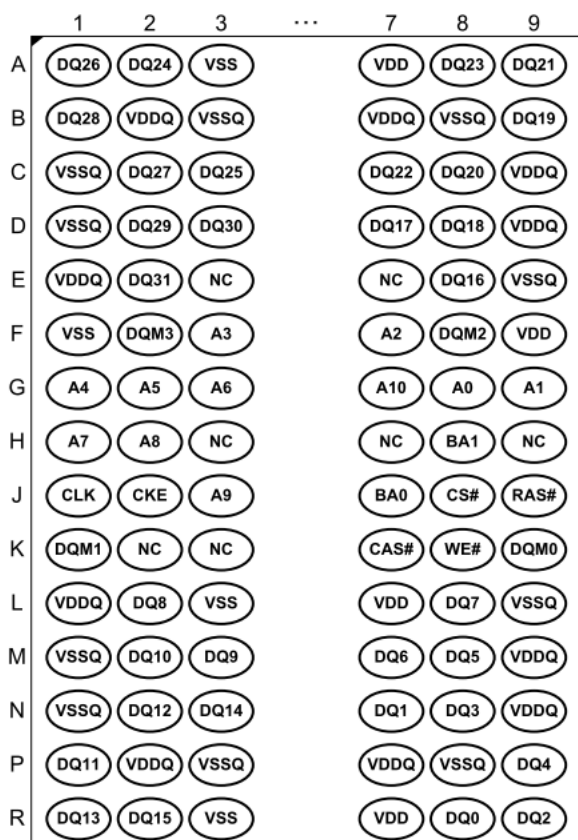 1 2 3 ... 7 8 9
A DQ26 DQ24 VSS VDD DQ23 DQ21
B DQ28 VDDQ VSSQ VDDQ VSSQ DQ19
C VSSQ DQ27 DQ25 DQ22 DQ20 VDDQ
D VSSQ DQ29 DQ30 DQ17 DQ18 VDDQ
E VDDQ DQ31 NC NC DQ16 VSSQ
F VSS DQM3 A3 A2 DQM2 VDD
G A4 A5 A6 A10 A0 A1
H A7 A8 NC NC BA1 NC
J CLK CKE A9 BA0 CS# RAS#
K DQM1 NC NC CAS# WE# DQM0
L VDDQ DQ8 VSS VDD DQ7 VSSQ
M VSSQ DQ10 DQ9 DQ6 DQ5 VDDQ
N VSSQ DQ12 DQ14 DQ1 DQ3 VDDQ
P DQ11 VDDQ VSSQ VDDQ VSSQ DQ4
R DQ13 DQ15 VSS VDD DQ0 DQ2